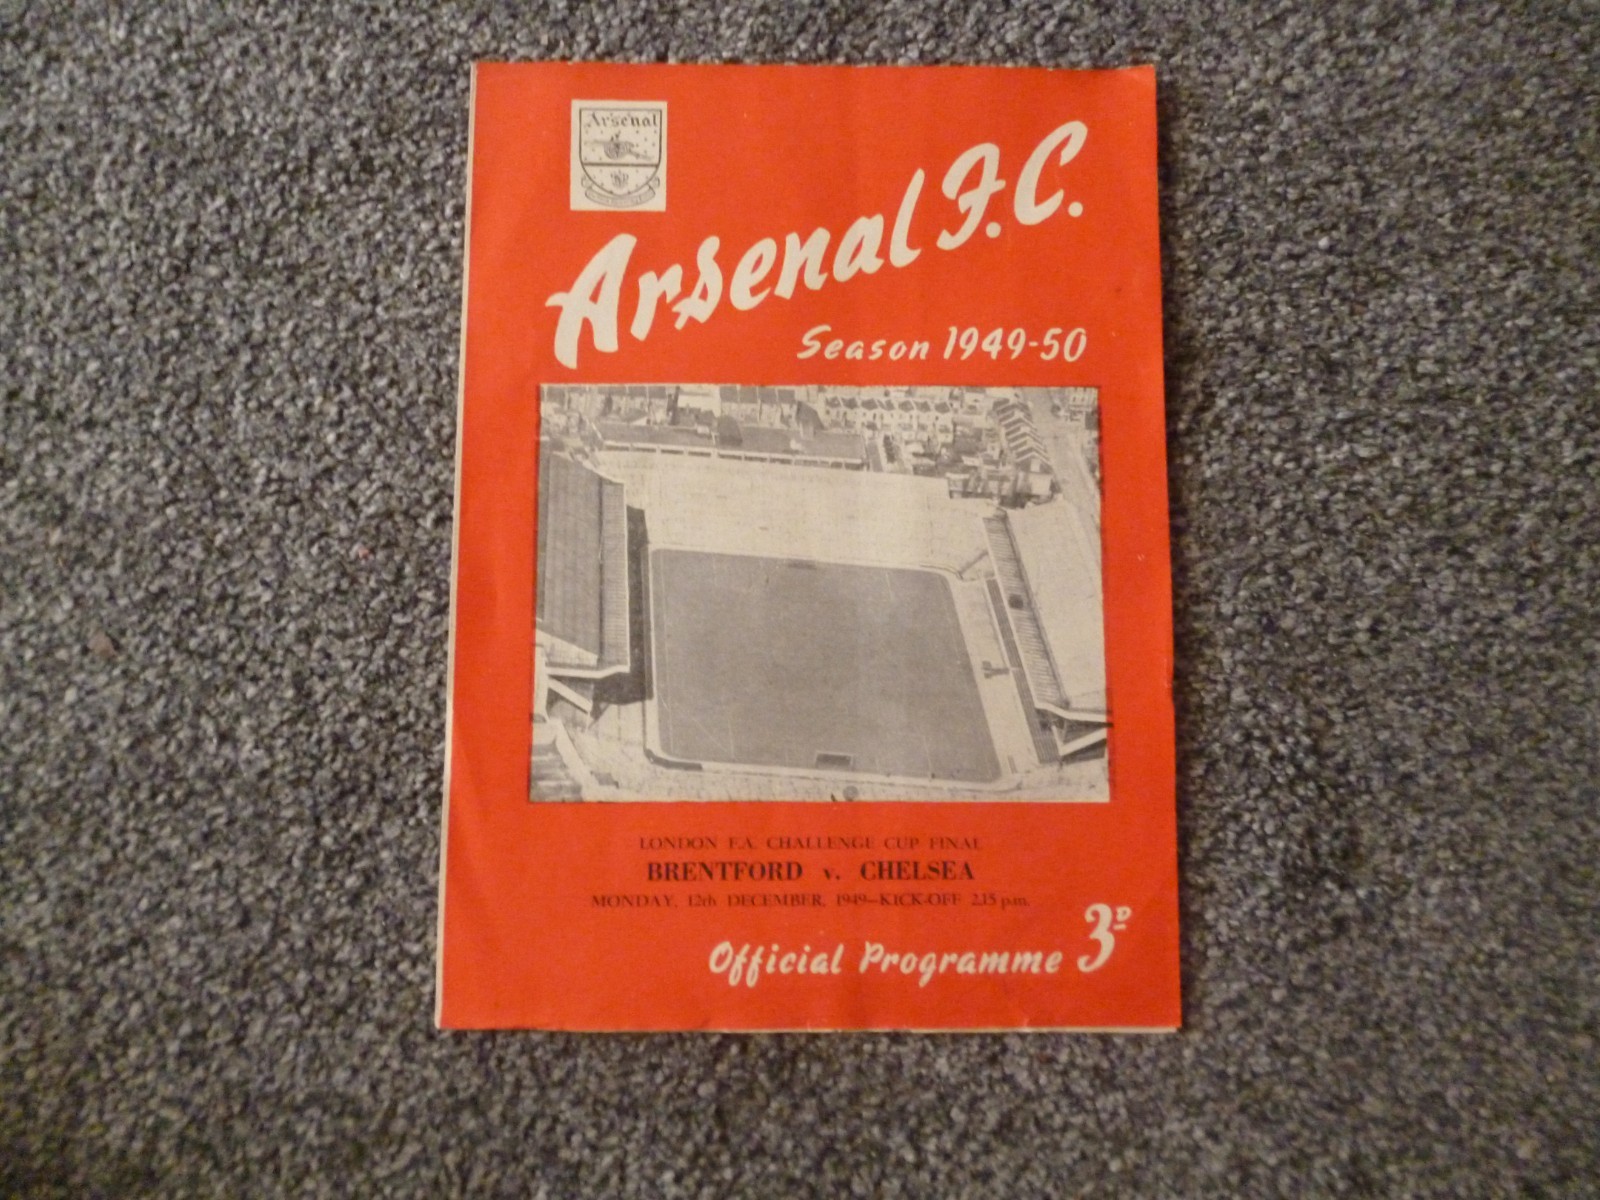 Arsenal
Arsenal F.C.
Season 1949-50
LONDON F.A. CHALLENGE CUP FINAL
BRENTFORD v. CHELSEA
MONDAY, 12th DECEMBER, 1949—KICK-OFF 2.15 p.m.
Official Programme 3D